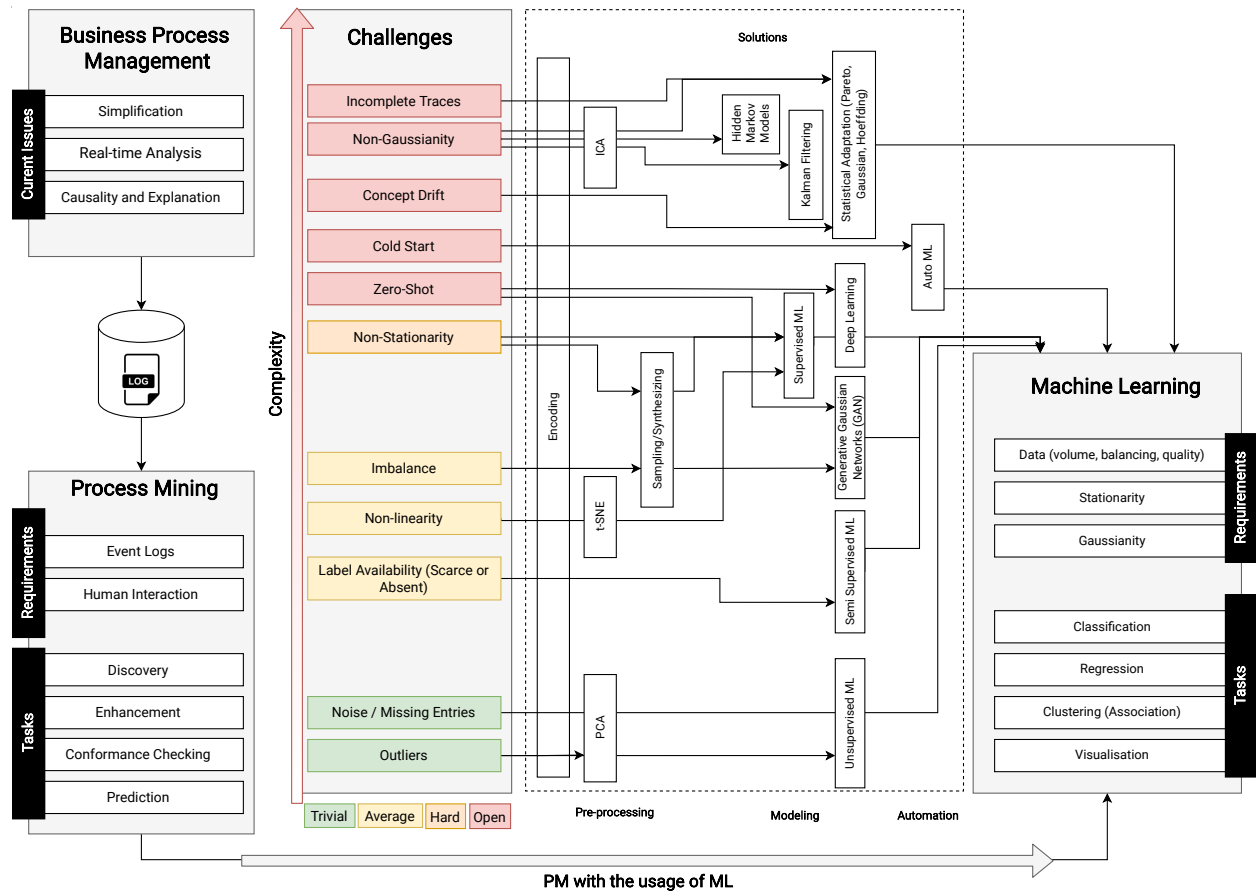 Business Process
Management
Curent Issues
Simplification
Real-time Analysis
Causality and Explanation
LOG
Process Mining
Requirements
Event Logs
Human Interaction
Tasks
Discovery
Enhancement
Conformance Checking
Prediction
Complexity
Challenges
Incomplete Traces
Non-Gaussianity
Concept Drift
Cold Start
Zero-Shot
Non-Stationarity
Imbalance
Non-linearity
Label Availability (Scarce or
Absent)
Noise / Missing Entries
Outliers
Trivial
Average
Hard
Open
Solutions
Encoding
ICA
t-SNE
PCA
Sampling/Synthesizing
Hidden
Markov
Models
Kalman Filtering
Statistical Adaptation (Pareto,
Gaussian, Hoeffding)
Auto ML
Supervised ML
Deep Learning
Generative Gaussian
Networks (GAN)
Semi Supervised ML
Unsupervised ML
Pre-processing
Modeling
Automation
Machine Learning
Requirements
Data (volume, balancing, quality)
Stationarity
Gaussianity
Tasks
Classification
Regression
Clustering (Association)
Visualisation
PM with the usage of ML